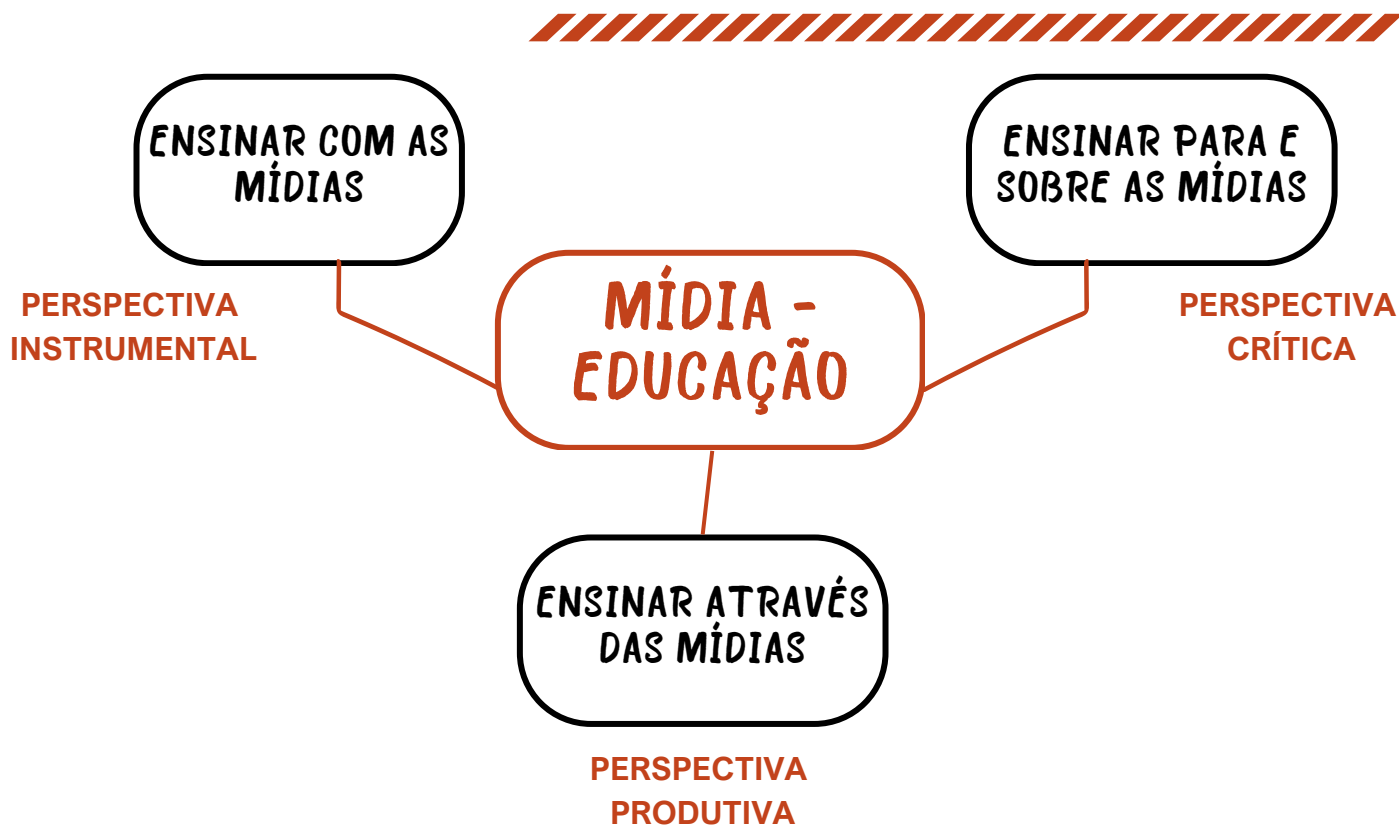 ENSINAR COM AS
MÍDIAS
ENSINAR PARA E
SOBRE AS MÍDIAS
PERSPECTIVA
INSTRUMENTAL
MÍDIA -
EDUCAÇÃO
PERSPECTIVA
CRÍTICA
ENSINAR ATRAVÉS
DAS MÍDIAS
PERSPECTIVA
PRODUTIVA